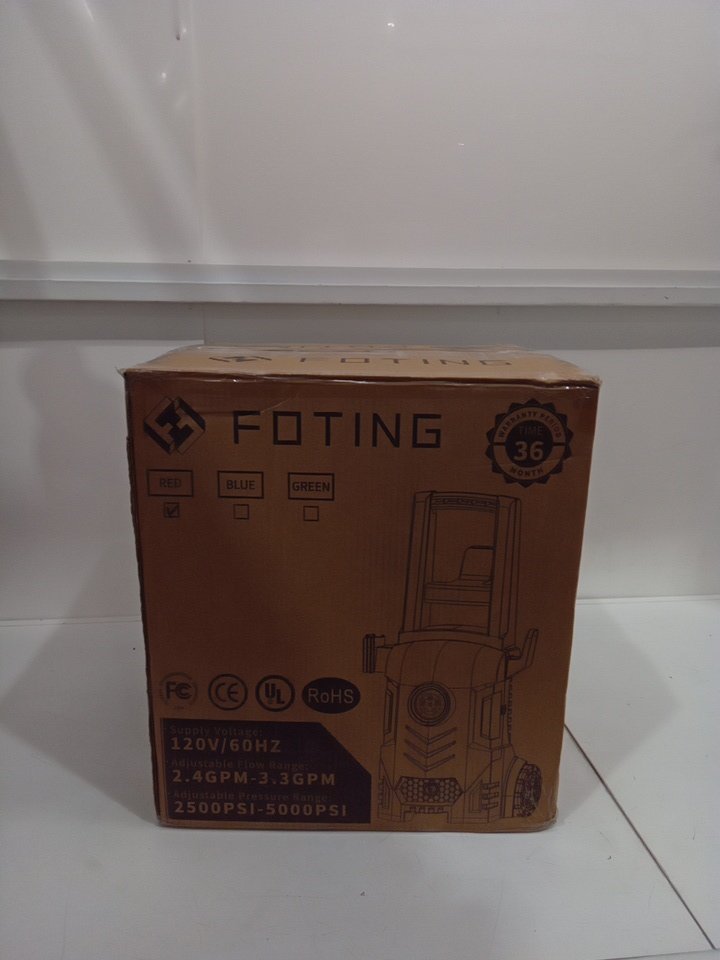 FOTING
FOTING
WARRANTY PERIOD
TIME
36
MONTH
RED BLUE GREEN
FC CE UL RoHS
Supply Voltage:
120V/60HZ
Adjustable Flow Range:
2.4GPM-3.3GPM
Adjustable Pressure Range:
2500PSI-5000PSI